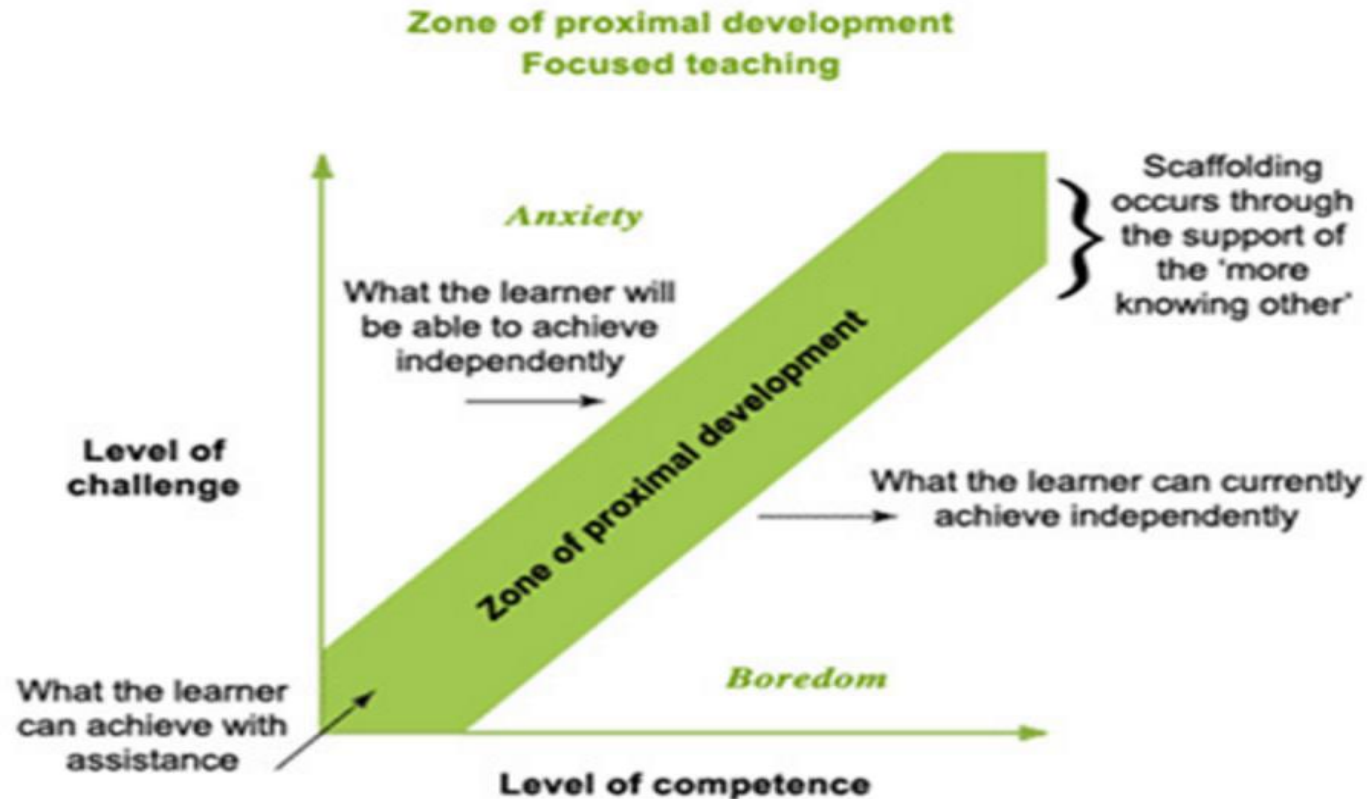 Zone of proximal development
Focused teaching
Anxiety
What the learner will
be able to achieve
independently
Scaffolding
occurs through
the support of
the 'more
knowing other'
Level of
challenge
Zone of proximal development
What the learner can currently
achieve independently
Boredom
What the learner
can achieve with
assistance
Level of competence